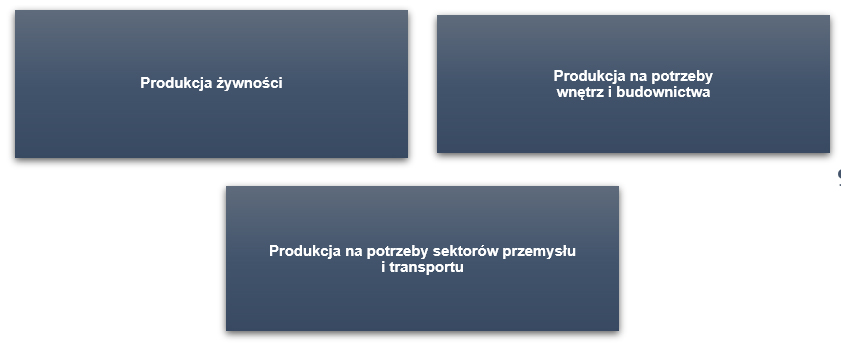 Produkcja żywności
Produkcja na potrzeby
wnętrz i budownictwa
Produkcja na potrzeby sektorów przemysłu
i transportu